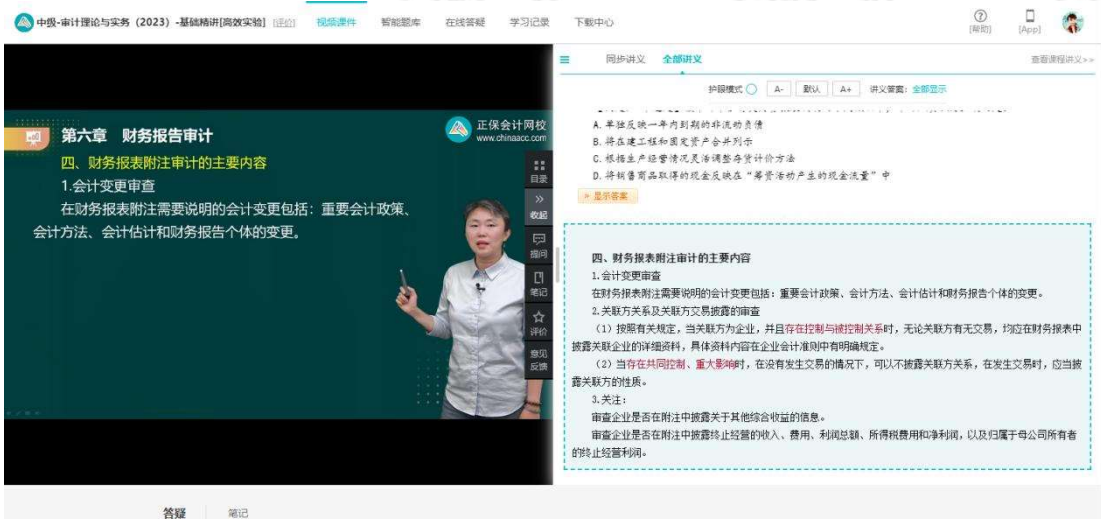 中级-审计理论与实务（2023）-基础精讲[高效实验] [评价]
视频课件
智能题库
在线答疑
学习记录
下载中心
[帮助]
[App]
第六章 财务报告审计
正保会计网校
www.chinaacc.com
四、财务报表附注审计的主要内容
1.会计变更审查
在财务报表附注需要说明的会计变更包括：重要会计政策、
会计方法、会计估计和财务报告个体的变更。
目录
收起
提问
笔记
评价
意见
反馈
同步讲义
全部讲义
查看课程讲义>>
护眼模式
A-
默认
A+
讲义答案：全部显示
A. 单独反映一年内到期的非流动负债
B. 将在建工程和固定资产合并列示
C. 根据生产经营情况灵活调整存货计价方法
D. 将销售商品取得的现金反映在“筹资活动产生的现金流量”中
» 显示答案
四、财务报表附注审计的主要内容
1.会计变更审查
在财务报表附注需要说明的会计变更包括：重要会计政策、会计方法、会计估计和财务报告个体的变更。
2.关联方关系及关联方交易披露的审查
（1）按照有关规定，当关联方为企业，并且存在控制与被控制关系时，无论关联方有无交易，均应在财务报表中
披露关联企业的详细资料，具体资料内容在企业会计准则中有明确规定。
（2）当存在共同控制、重大影响时，在没有发生交易的情况下，可以不披露关联方关系，在发生交易时，应当披
露关联方的性质。
3.关注：
审查企业是否在附注中披露关于其他综合收益的信息。
审查企业是否在附注中披露终止经营的收入、费用、利润总额、所得税费用和净利润，以及归属于母公司所有者
的终止经营利润。
答疑
笔记